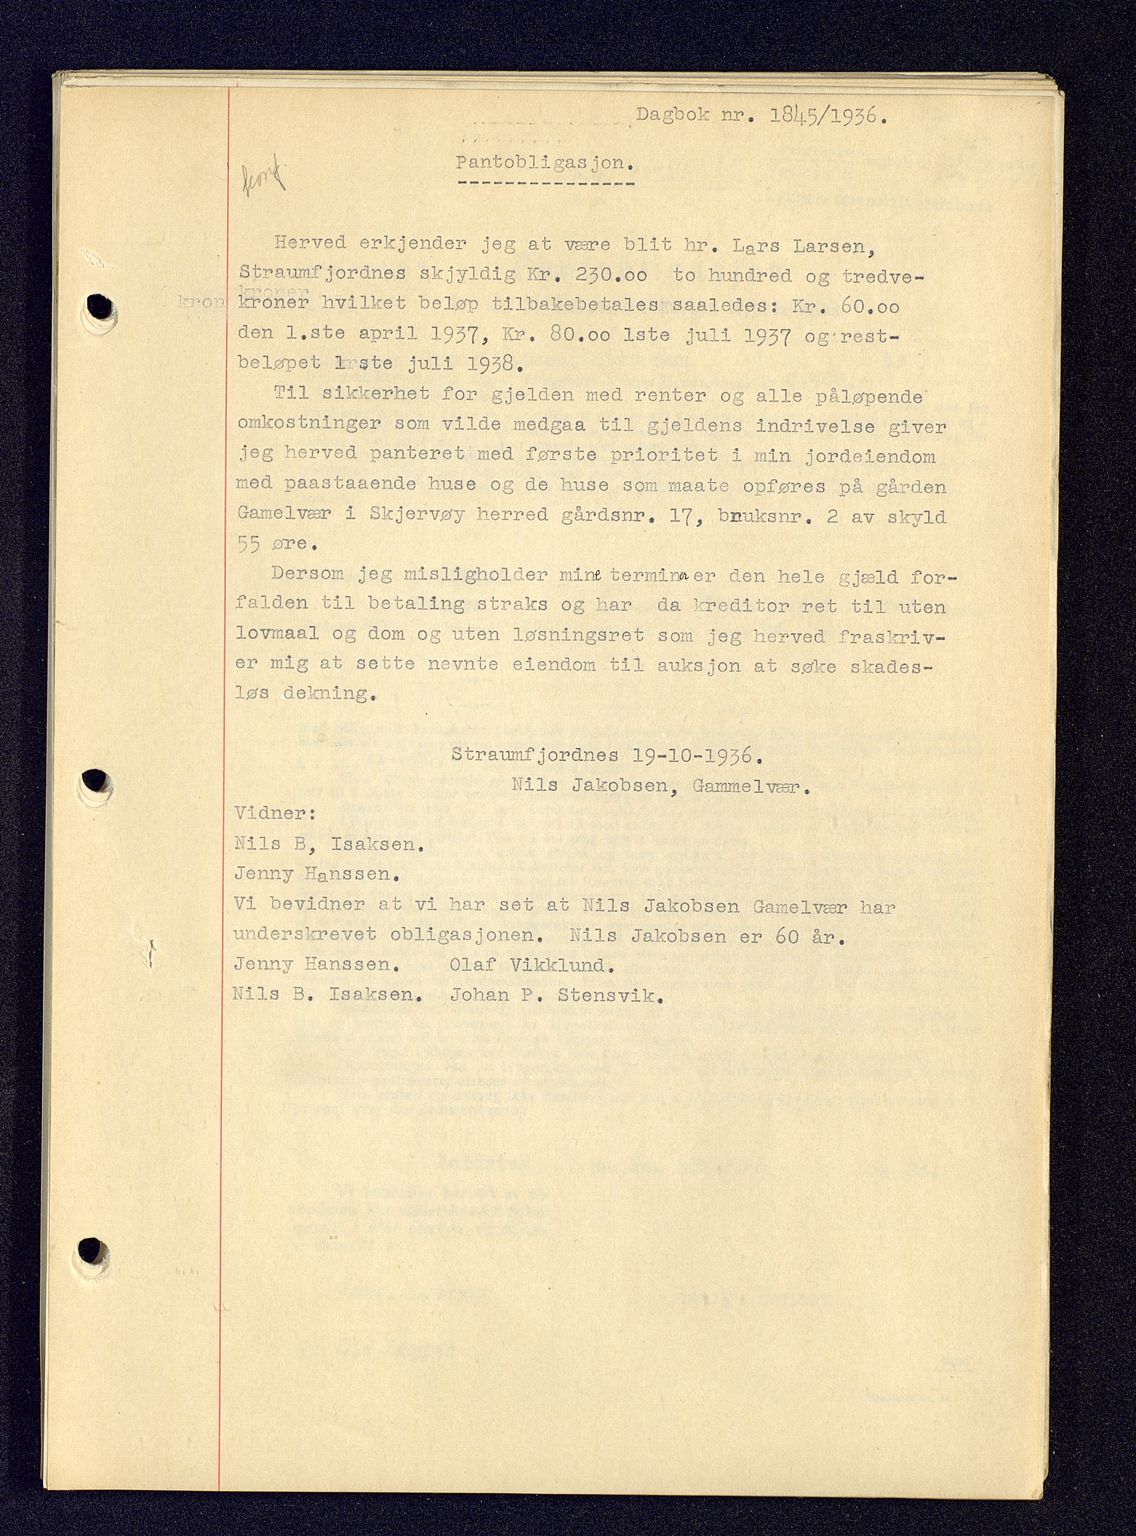 Dagbok nr. 1845/1936.
Pantobligasjon.
konf.
Herved erkjender jeg at være blit hr. Lars Larsen,
Straumfjordnes skjyldig Kr. 230.00 to hundred og tredve-
kroner hvilket beløp tilbakebetales saaledes: Kr. 60.00
den 1.ste april 1937, Kr. 80.00 1ste juli 1937 og rest-
beløpet 1 ste juli 1938.
Til sikkerhet for gjelden med renter og alle påløpende
omkostninger som vilde medgaa til gjeldens indrivelse giver
jeg herved panteret med første prioritet i min jordeiendom
med paastaaende huse og de huse som maate opføres på gården
Gamelvær i Skjervøy herred gårdsnr. 17, bruksnr. 2 av skyld
55 øre.
Dersom jeg misligholder mine terminer er den hele gjæld for-
falden til betaling straks og har da kreditor ret til uten
lovmaal og dom og uten løsningsret som jeg herved fraskriv-
er mig at sette nevnte eiendom til auksjon at søke skades-
løs dekning.
Straumfjordnes 19-10-1936.
Nils Jakobsen, Gammelvær.
Vidner:
Nils B, Isaksen.
Jenny Hanssen.
Vi bevidner at vi har set at Nils Jakobsen Gamelvær har
underskrevet obligasjonen. Nils Jakobsen er 60 år.
Jenny Hanssen. Olaf Vikklund.
Nils B. Isaksen. Johan P. Stensvik.